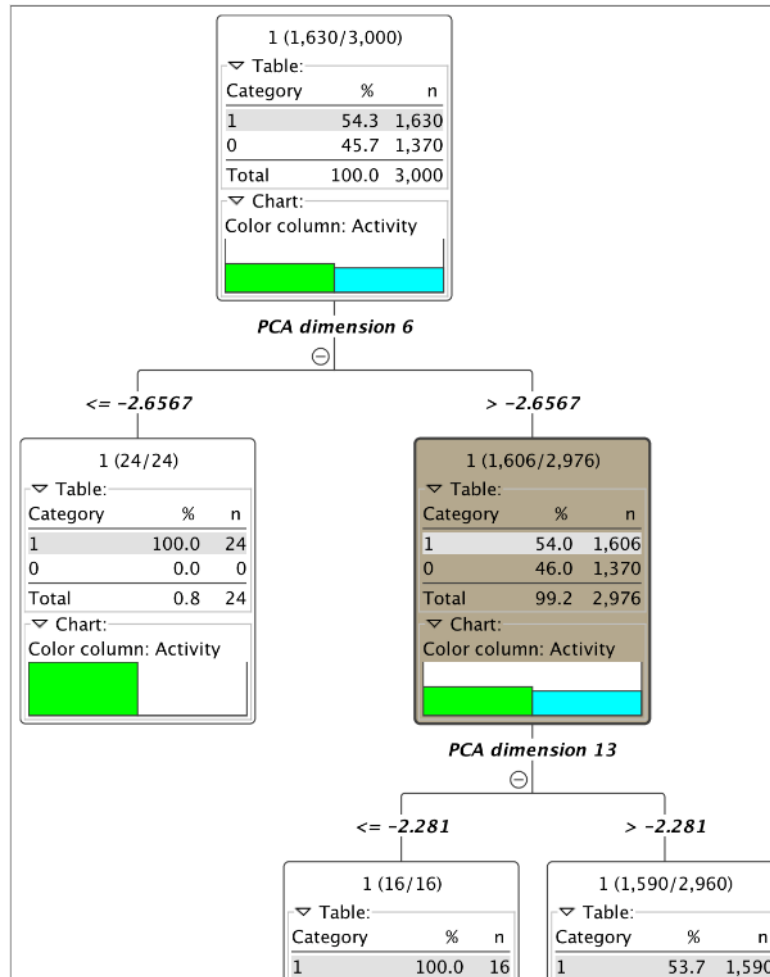 1 (1,630/3,000)
Table:
Category % n
1 54.3 1,630
0 45.7 1,370
Total 100.0 3,000
Chart:
Color column: Activity
PCA dimension 6
<= −2.6567
> −2.6567
1 (24/24)
Table:
Category % n
1 100.0 24
0 0.0 0
Total 0.8 24
Chart:
Color column: Activity
1 (1,606/2,976)
Table:
Category % n
1 54.0 1,606
0 46.0 1,370
Total 99.2 2,976
Chart:
Color column: Activity
PCA dimension 13
<= −2.281
> −2.281
1 (16/16)
Table:
Category % n
1 100.0 16
1 (1,590/2,960)
Table:
Category % n
1 53.7 1,590